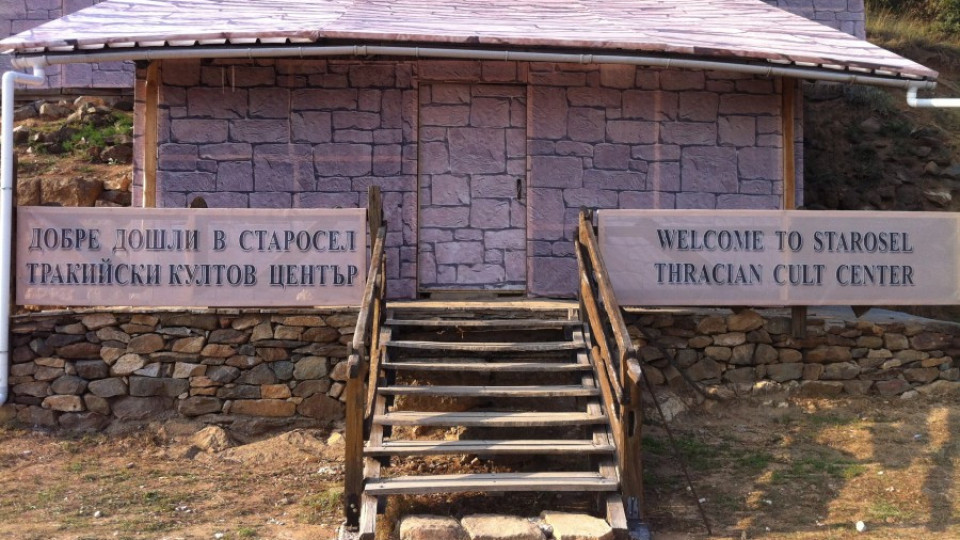 ДОБРЕ ДОШЛИ В СТАРОСЕЛ
ТРАКИЙСКИ КУЛТОВ ЦЕНТЪР
WELCOME TO STAROSEL
THRACIAN CULT CENTER